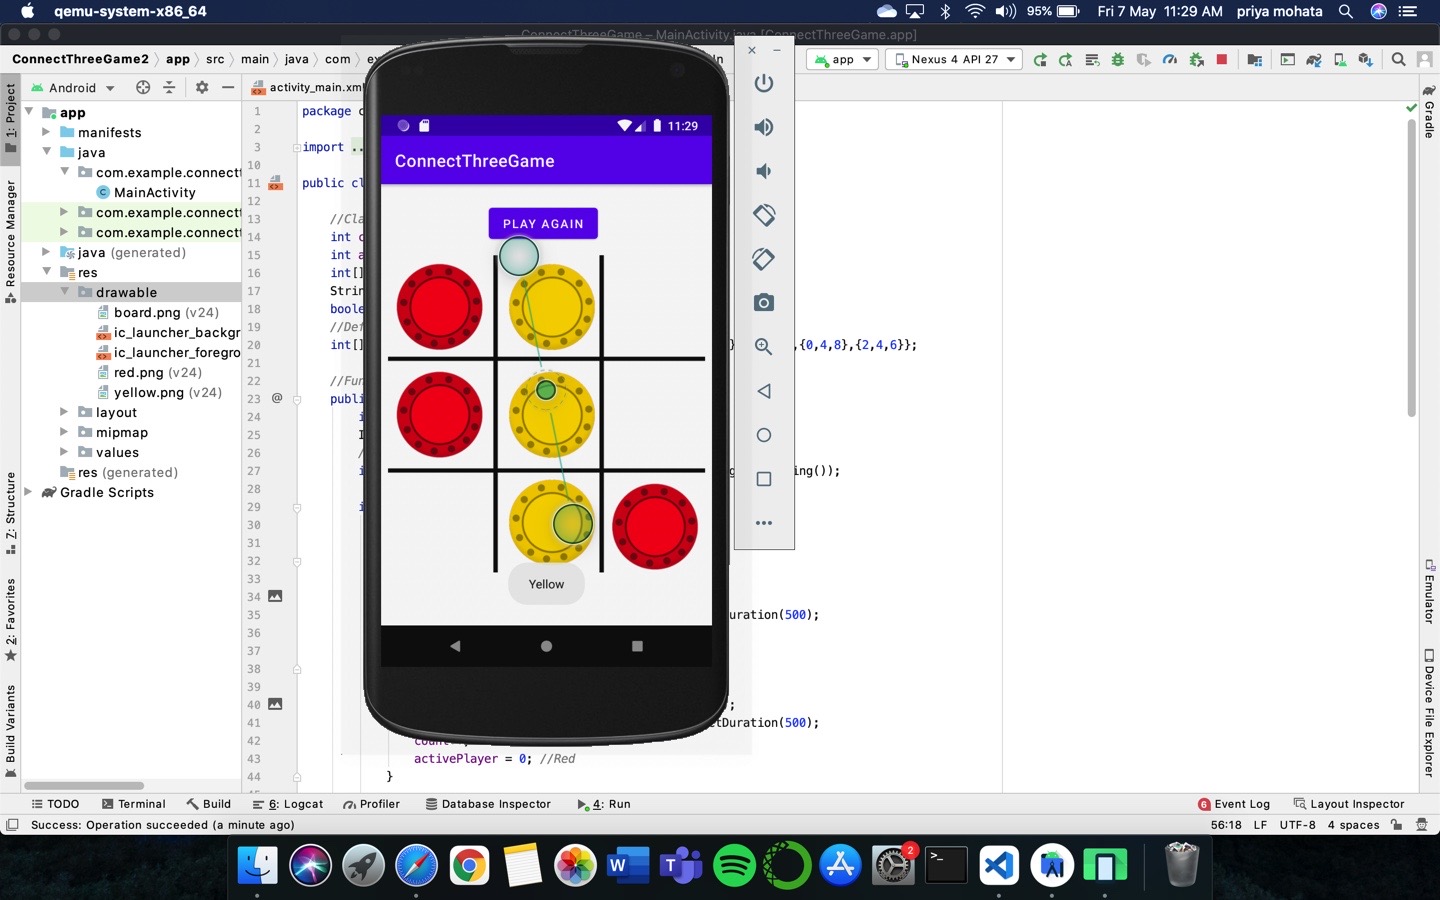 qemu-system-x86_64
95%
Fri 7 May 11:29 AM
priya mohata
ConnectThreeGame – MainActivity.java [ConnectThreeGame.app]
ConnectThreeGame2
app
src
main
java
com
app
Nexus 4 API 27
Android
activity_main.xml
1: Project
Resource Manager
Z: Structure
2: Favorites
Build Variants
app
manifests
java
com.example.connectt
MainActivity
com.example.connectt
com.example.connectt
java (generated)
res
drawable
board.png (v24)
ic_launcher_backgr
ic_launcher_foregro
red.png (v24)
yellow.png (v24)
layout
mipmap
values
res (generated)
Gradle Scripts
1 package c
2
3 import ..
10
11 public cl
12
13 //Cla
14 int c
15 int a
16 int[]
17 Strin
18 boole
19 //Def
20 int[] ,{0,4,8},{2,4,6}};
21
22 //Fun
23 @ publi
24
25
26
27 ing());
28
29
30
31
32
33
34
35 uration(500);
36
37
38
39
40
41 tDuration(500);
42 count
43 activePlayer = 0; //Red
44 }
11:29
ConnectThreeGame
PLAY AGAIN
Yellow
Gradle
Emulator
Device File Explorer
TODO
Terminal
Build
6: Logcat
Profiler
Database Inspector
4: Run
6 Event Log
Layout Inspector
Success: Operation succeeded (a minute ago)
56:18 LF UTF-8 4 spaces
W
T
2
>_